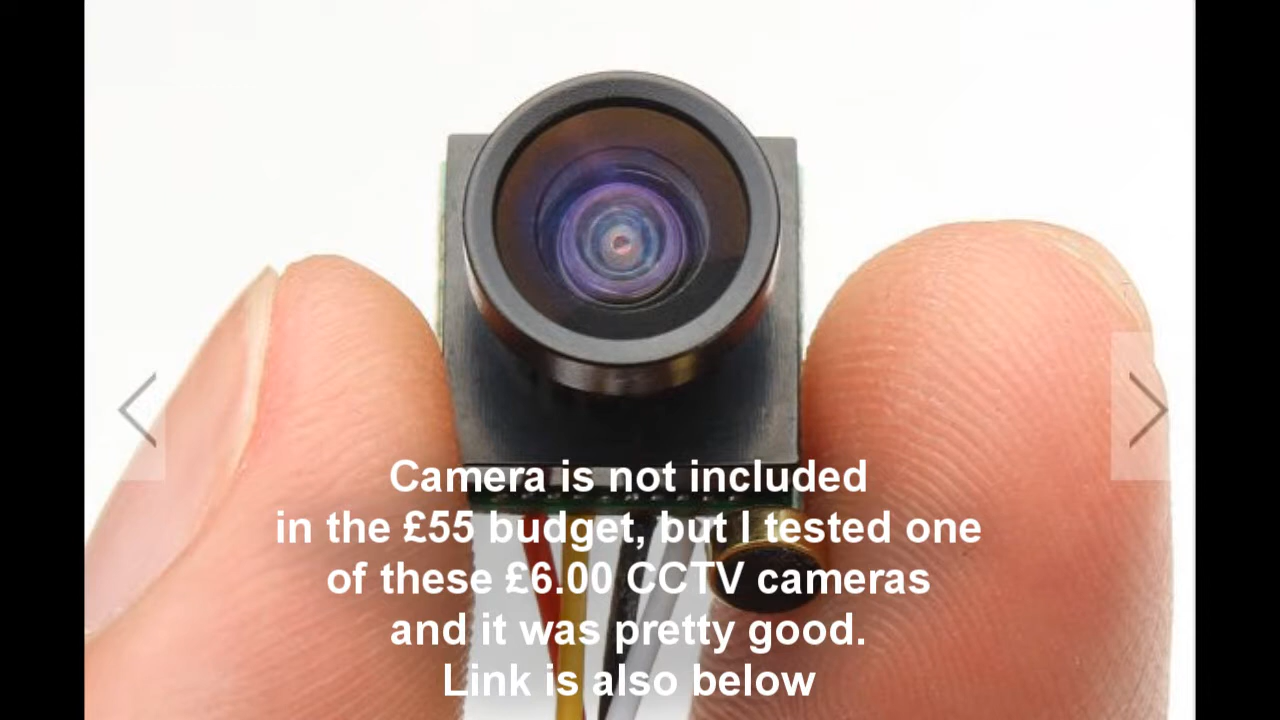 Camera is not included
in the £55 budget, but I tested one
of these £6.00 CCTV cameras
and it was pretty good.
Link is also below